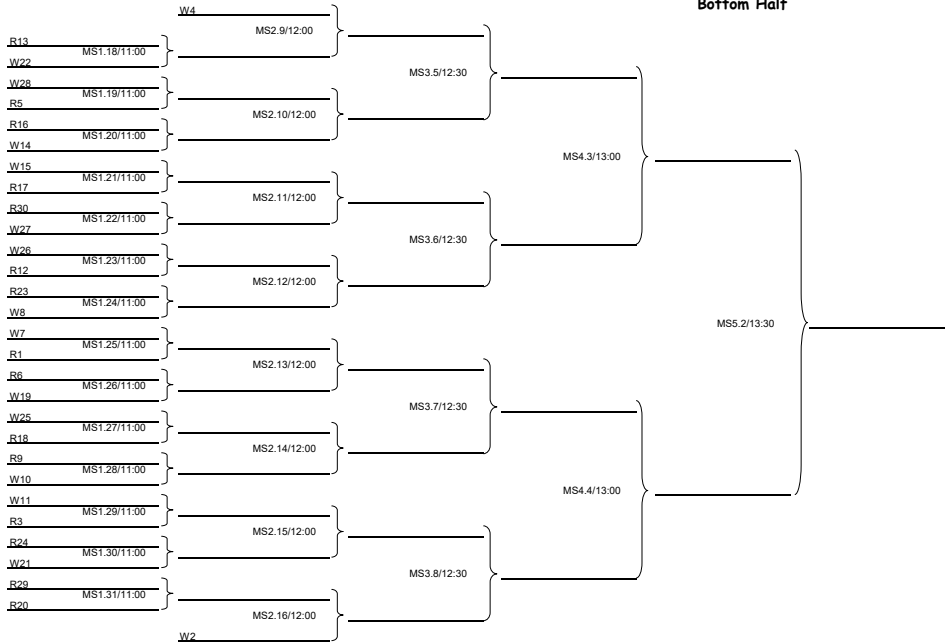 Bottom Half
W4
MS2.9/12:00
R13
MS1.18/11:00
W22
MS3.5/12:30
W28
MS1.19/11:00
R5
MS2.10/12:00
R16
MS1.20/11:00
W14
MS4.3/13:00
W15
MS1.21/11:00
R17
MS2.11/12:00
R30
MS1.22/11:00
W27
MS3.6/12:30
W26
MS1.23/11:00
R12
MS2.12/12:00
R23
MS1.24/11:00
W8
MS5.2/13:30
W7
MS1.25/11:00
R1
MS2.13/12:00
R6
MS1.26/11:00
W19
MS3.7/12:30
W25
MS1.27/11:00
R18
MS2.14/12:00
R9
MS1.28/11:00
W10
MS4.4/13:00
W11
MS1.29/11:00
R3
MS2.15/12:00
R24
MS1.30/11:00
W21
MS3.8/12:30
R29
MS1.31/11:00
R20
MS2.16/12:00
W2